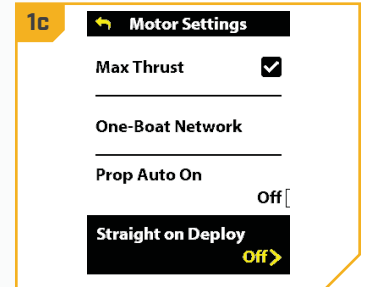 1c
Motor Settings
Max Thrust
One-Boat Network
Prop Auto On
Off
Straight on Deploy
Off